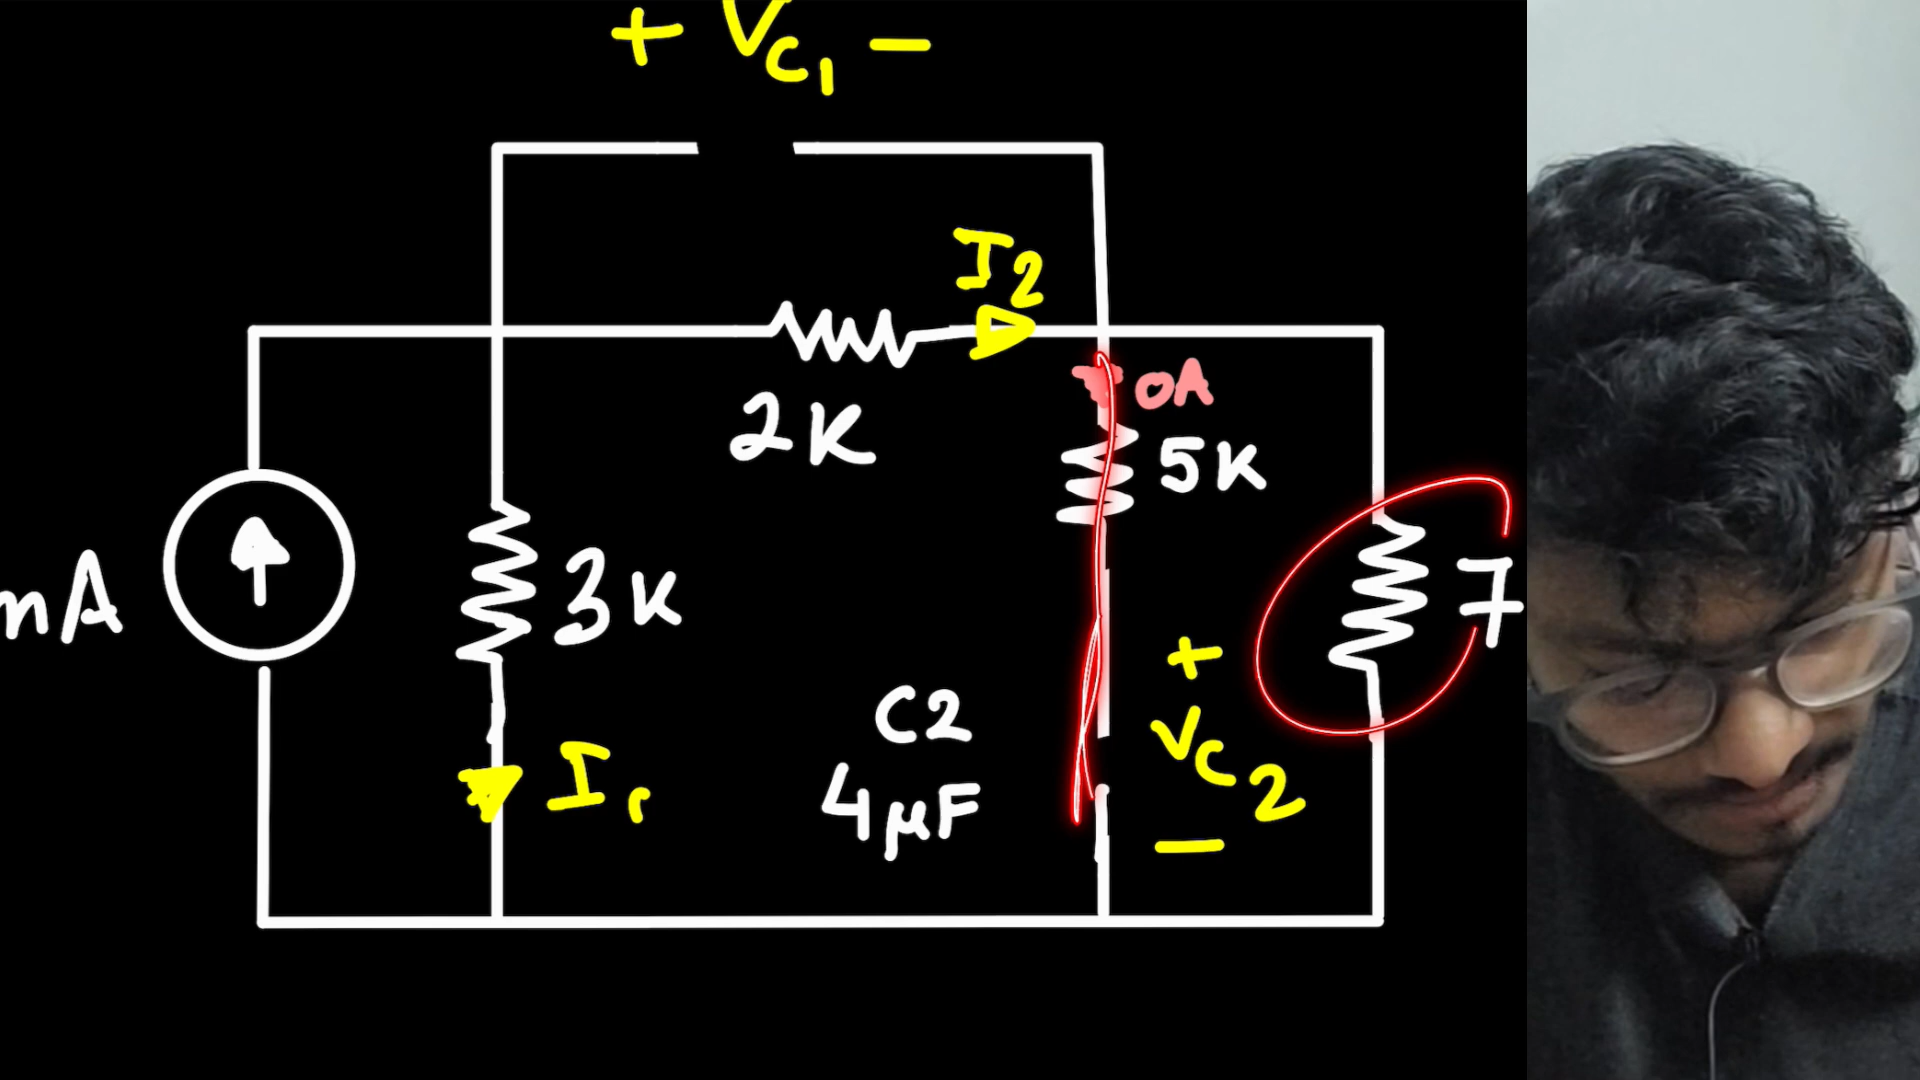 + Vc1 −
I2
2K
0A
5K
mA
3K
7
C2
4μF
+
Vc2
−
I1